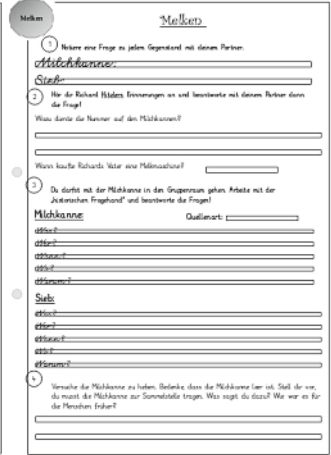 Melken
Melken
1 Notiere eine Frage zu jedem Gegenstand mit deinem Partner.
Milchkanne:
Sieb:
2 Hör dir Richard Erinnerungen an und beantworte mit deinem Partner dann
die Frage!
Wozu diente die Nummer auf den Milchkannen?
Wann kaufte Richards Vater eine Melkmaschine?
3 Du darfst mit der Milchkanne in den Gruppenraum gehen. Arbeite mit der
„historischen Fragehand" und beantworte die Fragen!
Milchkanne: Quellenart:
Was?
Wer?
Wann?
Wo?
Warum?
Sieb:
Was?
Wer?
Wann?
Wo?
Warum?
4 Versuche die Milchkanne zu heben. Bedenke, dass die Milchkanne leer ist. Stell dir vor,
du musst die Milchkanne zur Sammelstelle tragen. Was sagst du dazu? Wie war es für
die Menschen früher?